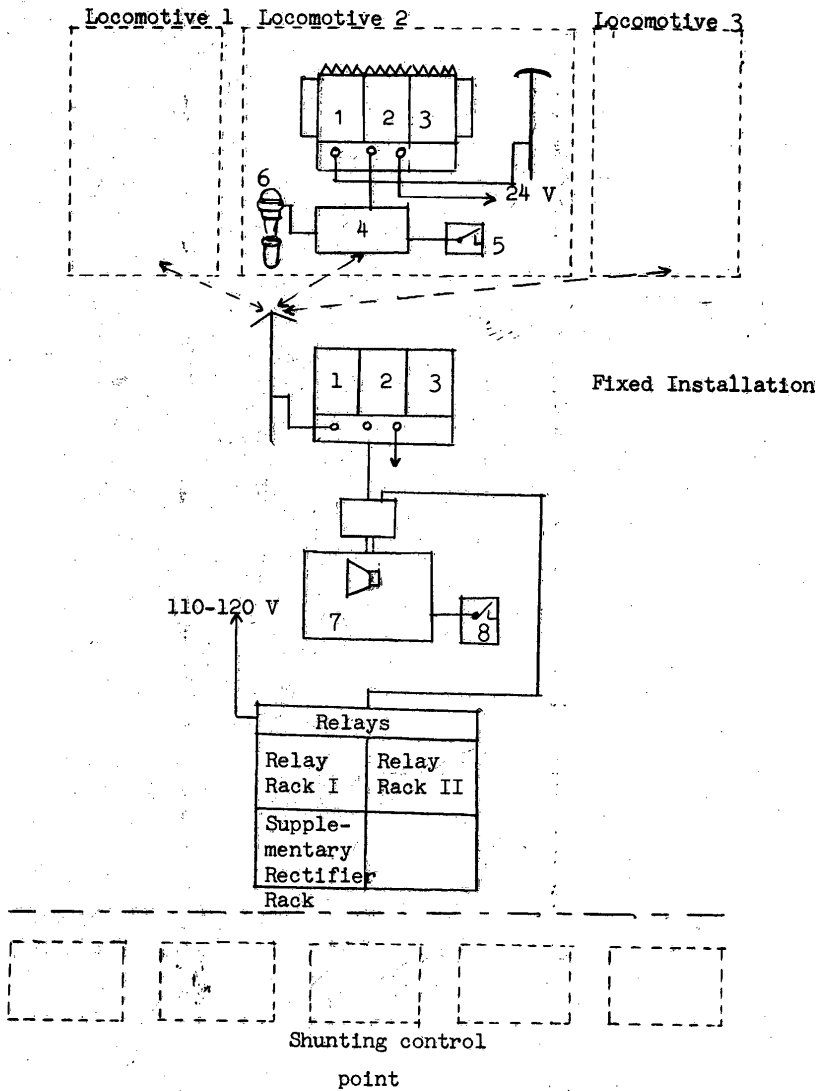 Locomotive 1 Locomotive 2 Locomotive 3
1 2 3
6
24 V
4
5
1 2 3
Fixed Installation
110-120 V
7
8
Relays
Relay
Rack I
Relay
Rack II
Supple-
mentary
Rectifier
Rack
Shunting control
point